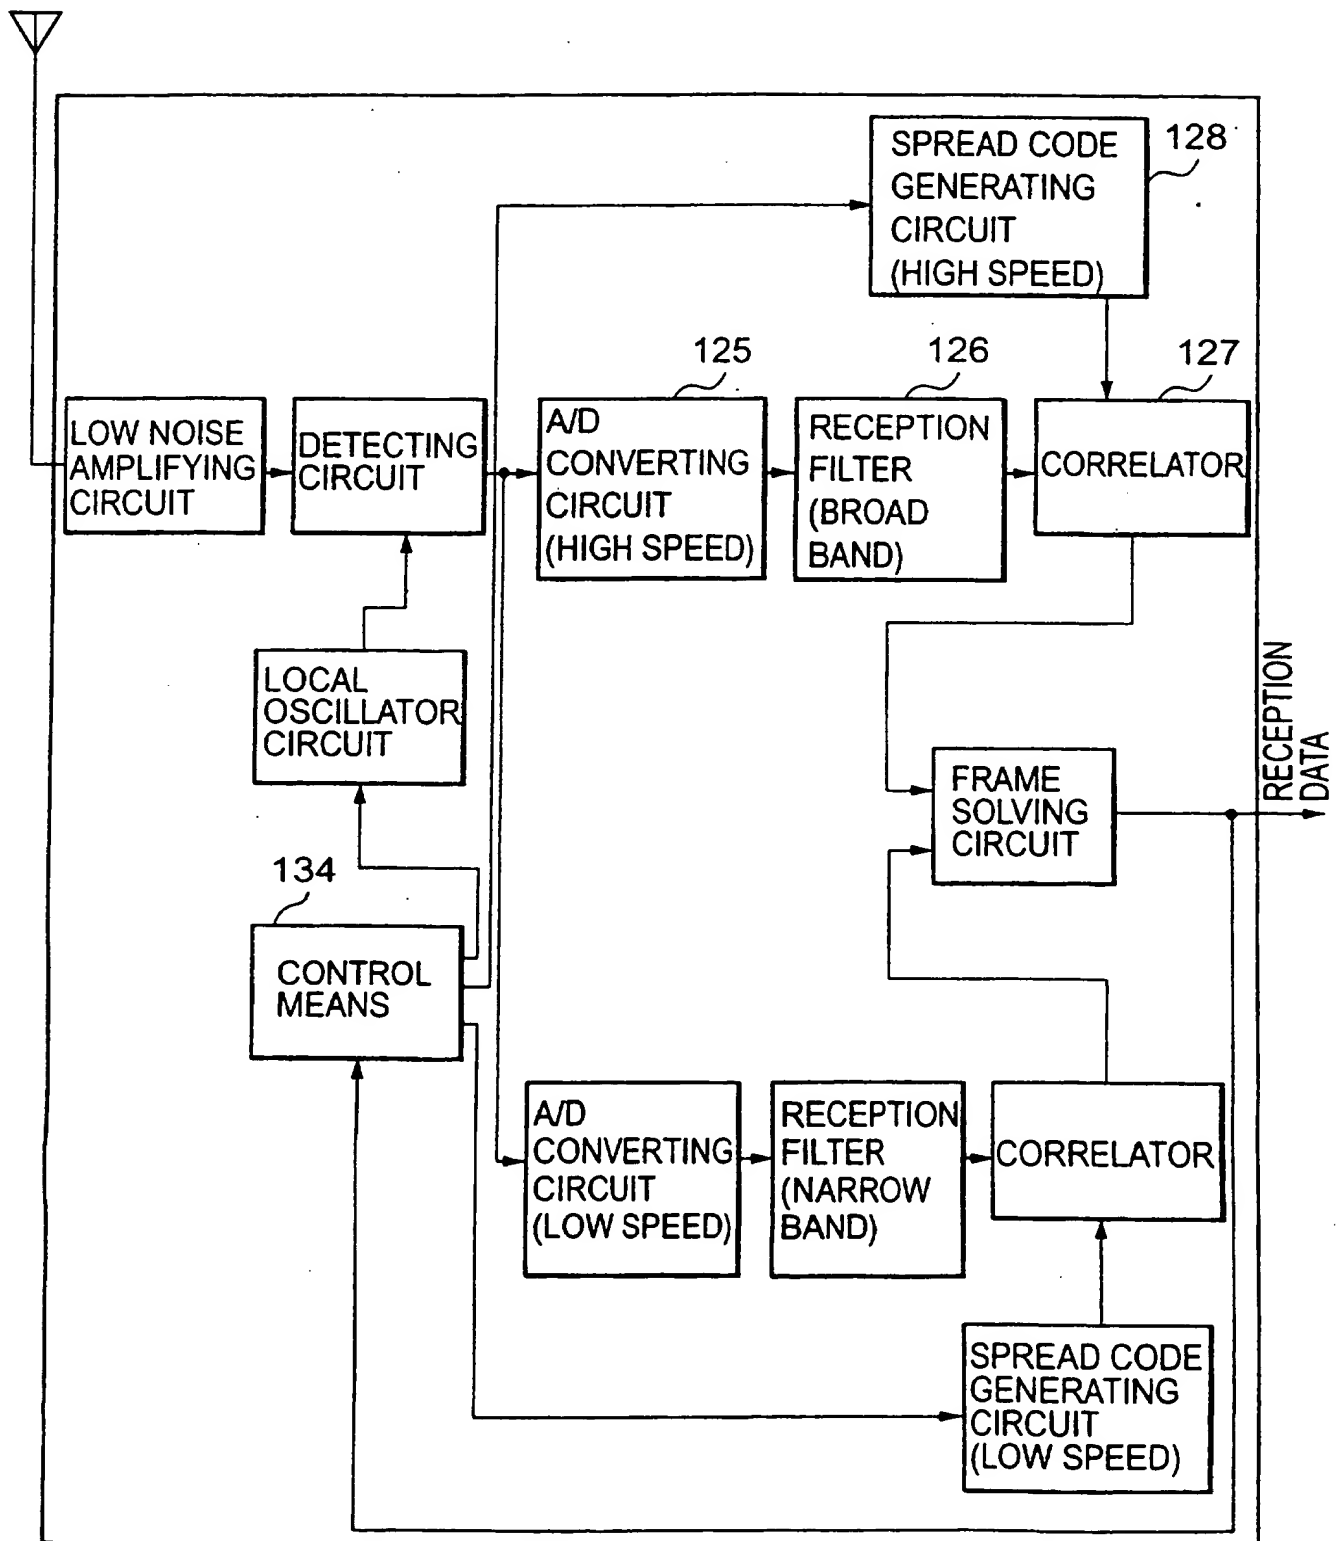 SPREAD CODE
GENERATING
CIRCUIT
(HIGH SPEED)
128
125
126
127
LOW NOISE
AMPLIFYING
CIRCUIT
DETECTING
CIRCUIT
A/D
CONVERTING
CIRCUIT
(HIGH SPEED)
RECEPTION
FILTER
(BROAD
BAND)
CORRELATOR
LOCAL
OSCILLATOR
CIRCUIT
FRAME
SOLVING
CIRCUIT
RECEPTION
DATA
134
CONTROL
MEANS
A/D
CONVERTING
CIRCUIT
(LOW SPEED)
RECEPTION
FILTER
(NARROW
BAND)
CORRELATOR
SPREAD CODE
GENERATING
CIRCUIT
(LOW SPEED)